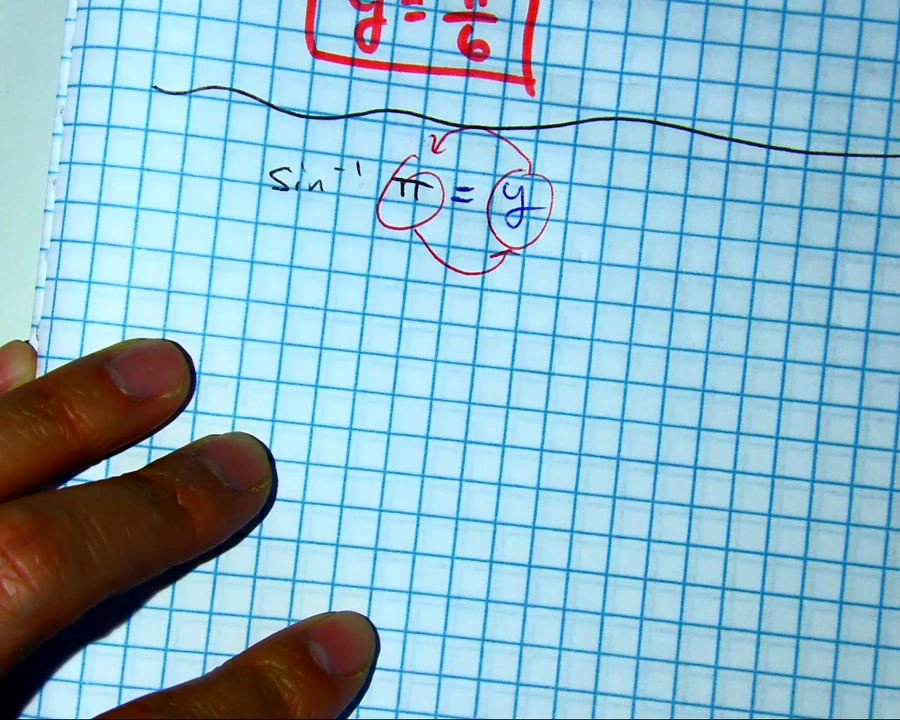 y = π/6
sin⁻¹ π = y